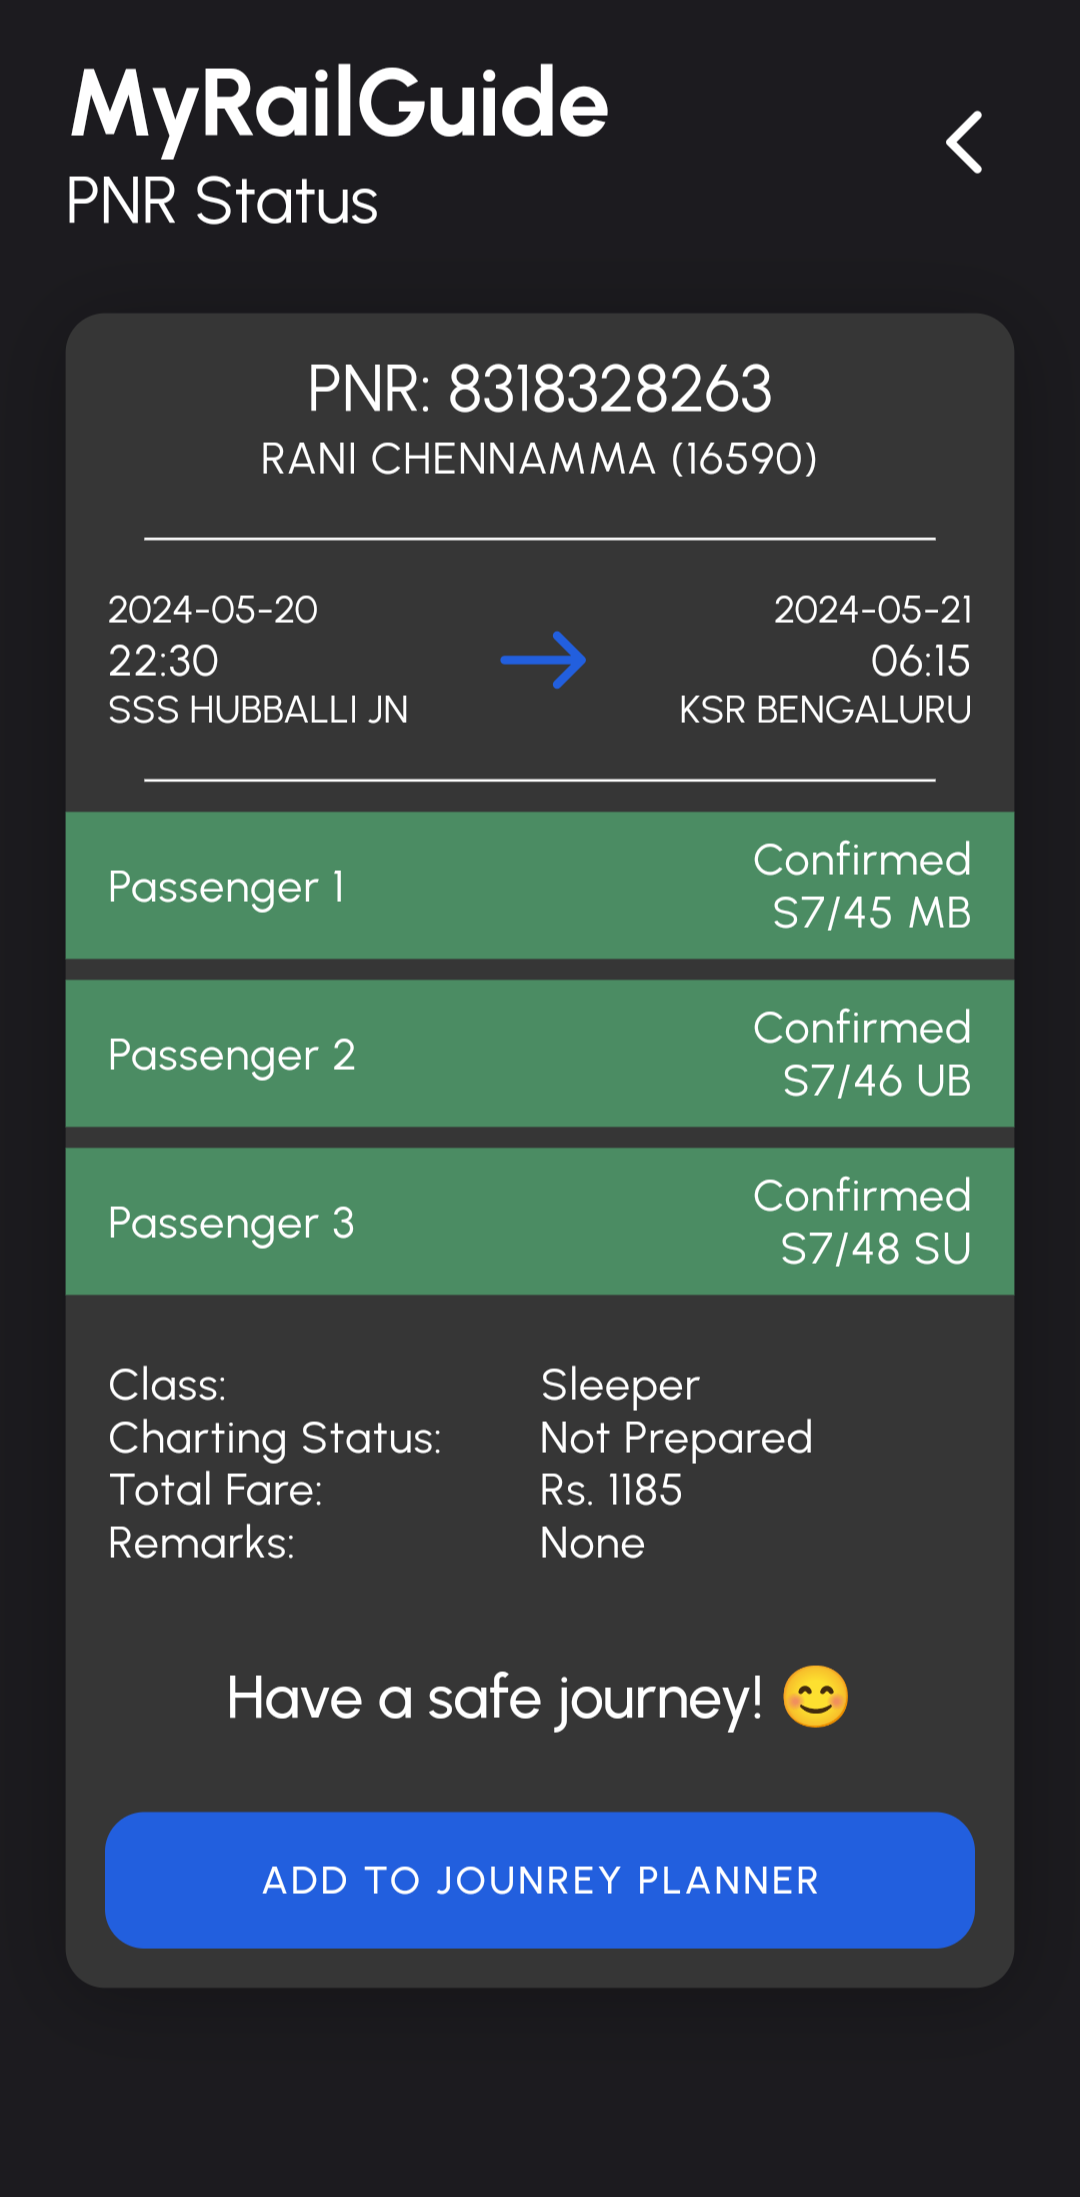 MyRailGuide
PNR Status
PNR: 8318328263
RANI CHENNAMMA (16590)
2024-05-20
22:30
SSS HUBBALLI JN
2024-05-21
06:15
KSR BENGALURU
Passenger 1
Confirmed
S7/45 MB
Passenger 2
Confirmed
S7/46 UB
Passenger 3
Confirmed
S7/48 SU
Class: Sleeper
Charting Status: Not Prepared
Total Fare: Rs. 1185
Remarks: None
Have a safe journey! 😊
ADD TO JOUNREY PLANNER